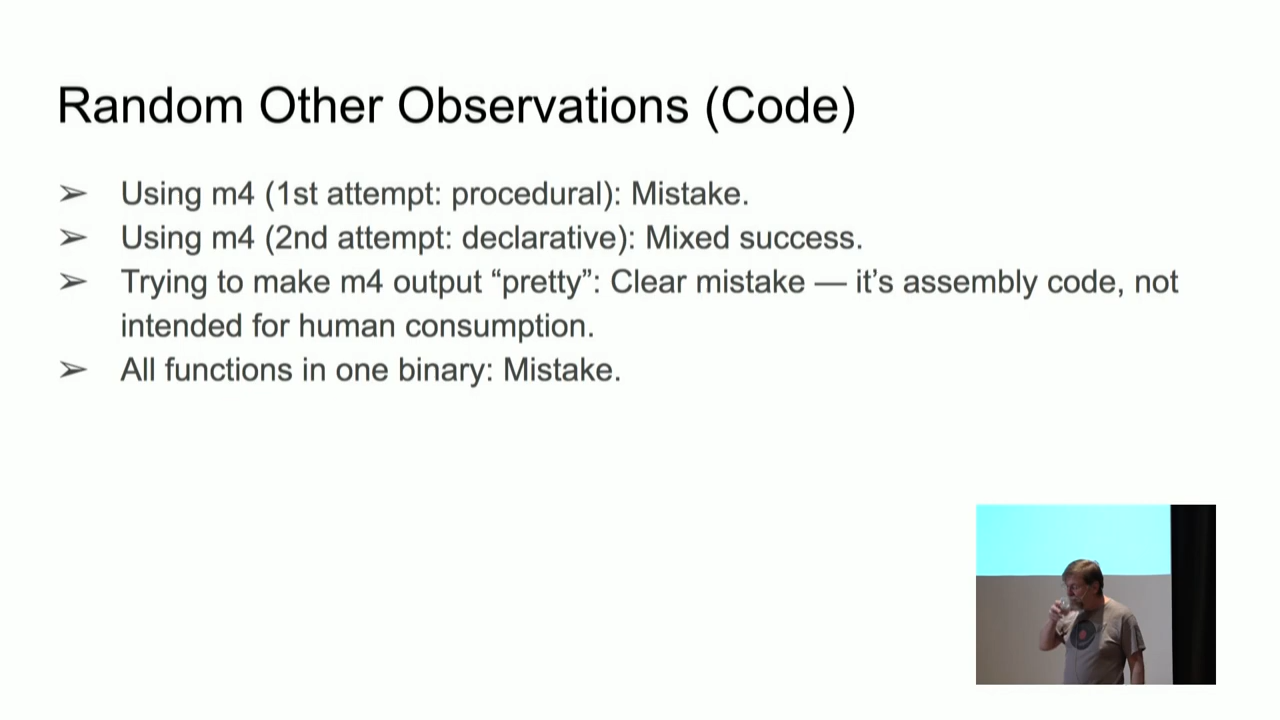 Random Other Observations (Code)
➢ Using m4 (1st attempt: procedural): Mistake.
➢ Using m4 (2nd attempt: declarative): Mixed success.
➢ Trying to make m4 output “pretty”: Clear mistake — it’s assembly code, not
intended for human consumption.
➢ All functions in one binary: Mistake.